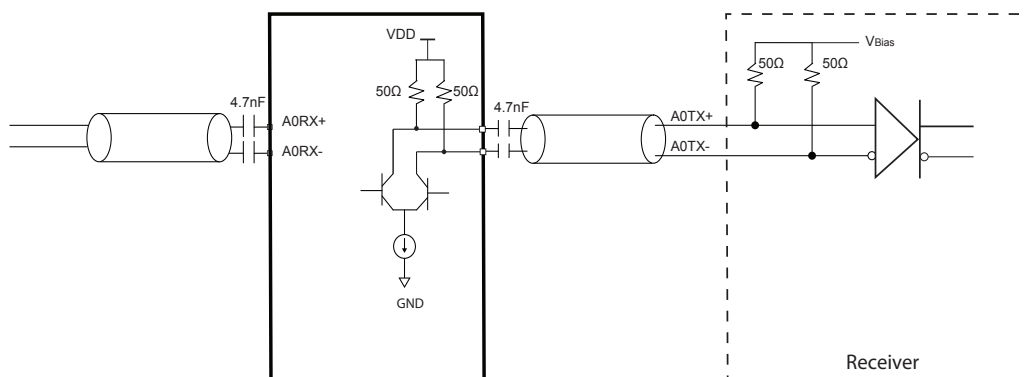 VDD
50Ω
50Ω
4.7nF
A0RX+
A0RX-
GND
4.7nF
A0TX+
A0TX-
VBias
50Ω
50Ω
Receiver